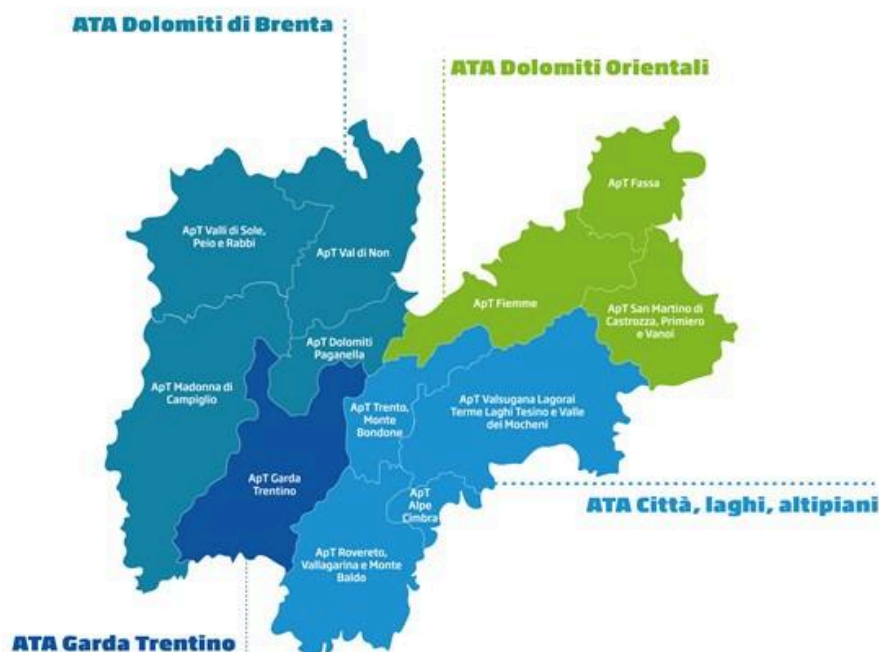 ATA Dolomiti di Brenta
ATA Dolomiti Orientali
ApT Fassa
ApT Valli di Sole,
Peio e Rabbi
ApT Val di Non
ApT Fiemme
ApT San Martino di
Castrozza, Primiero
e Vanoi
ApT Dolomiti
Paganella
ApT Madonna di
Campiglio
ApT Trento,
Monte
Bondone
ApT Valsugana Lagorai
Terme Laghi Tesino e Valle
dei Mocheni
ApT Garda
Trentino
ApT
Alpe
Cimbra
ATA Città, laghi, altipiani
ApT Rovereto,
Vallagarina e Monte
Baldo
ATA Garda Trentino